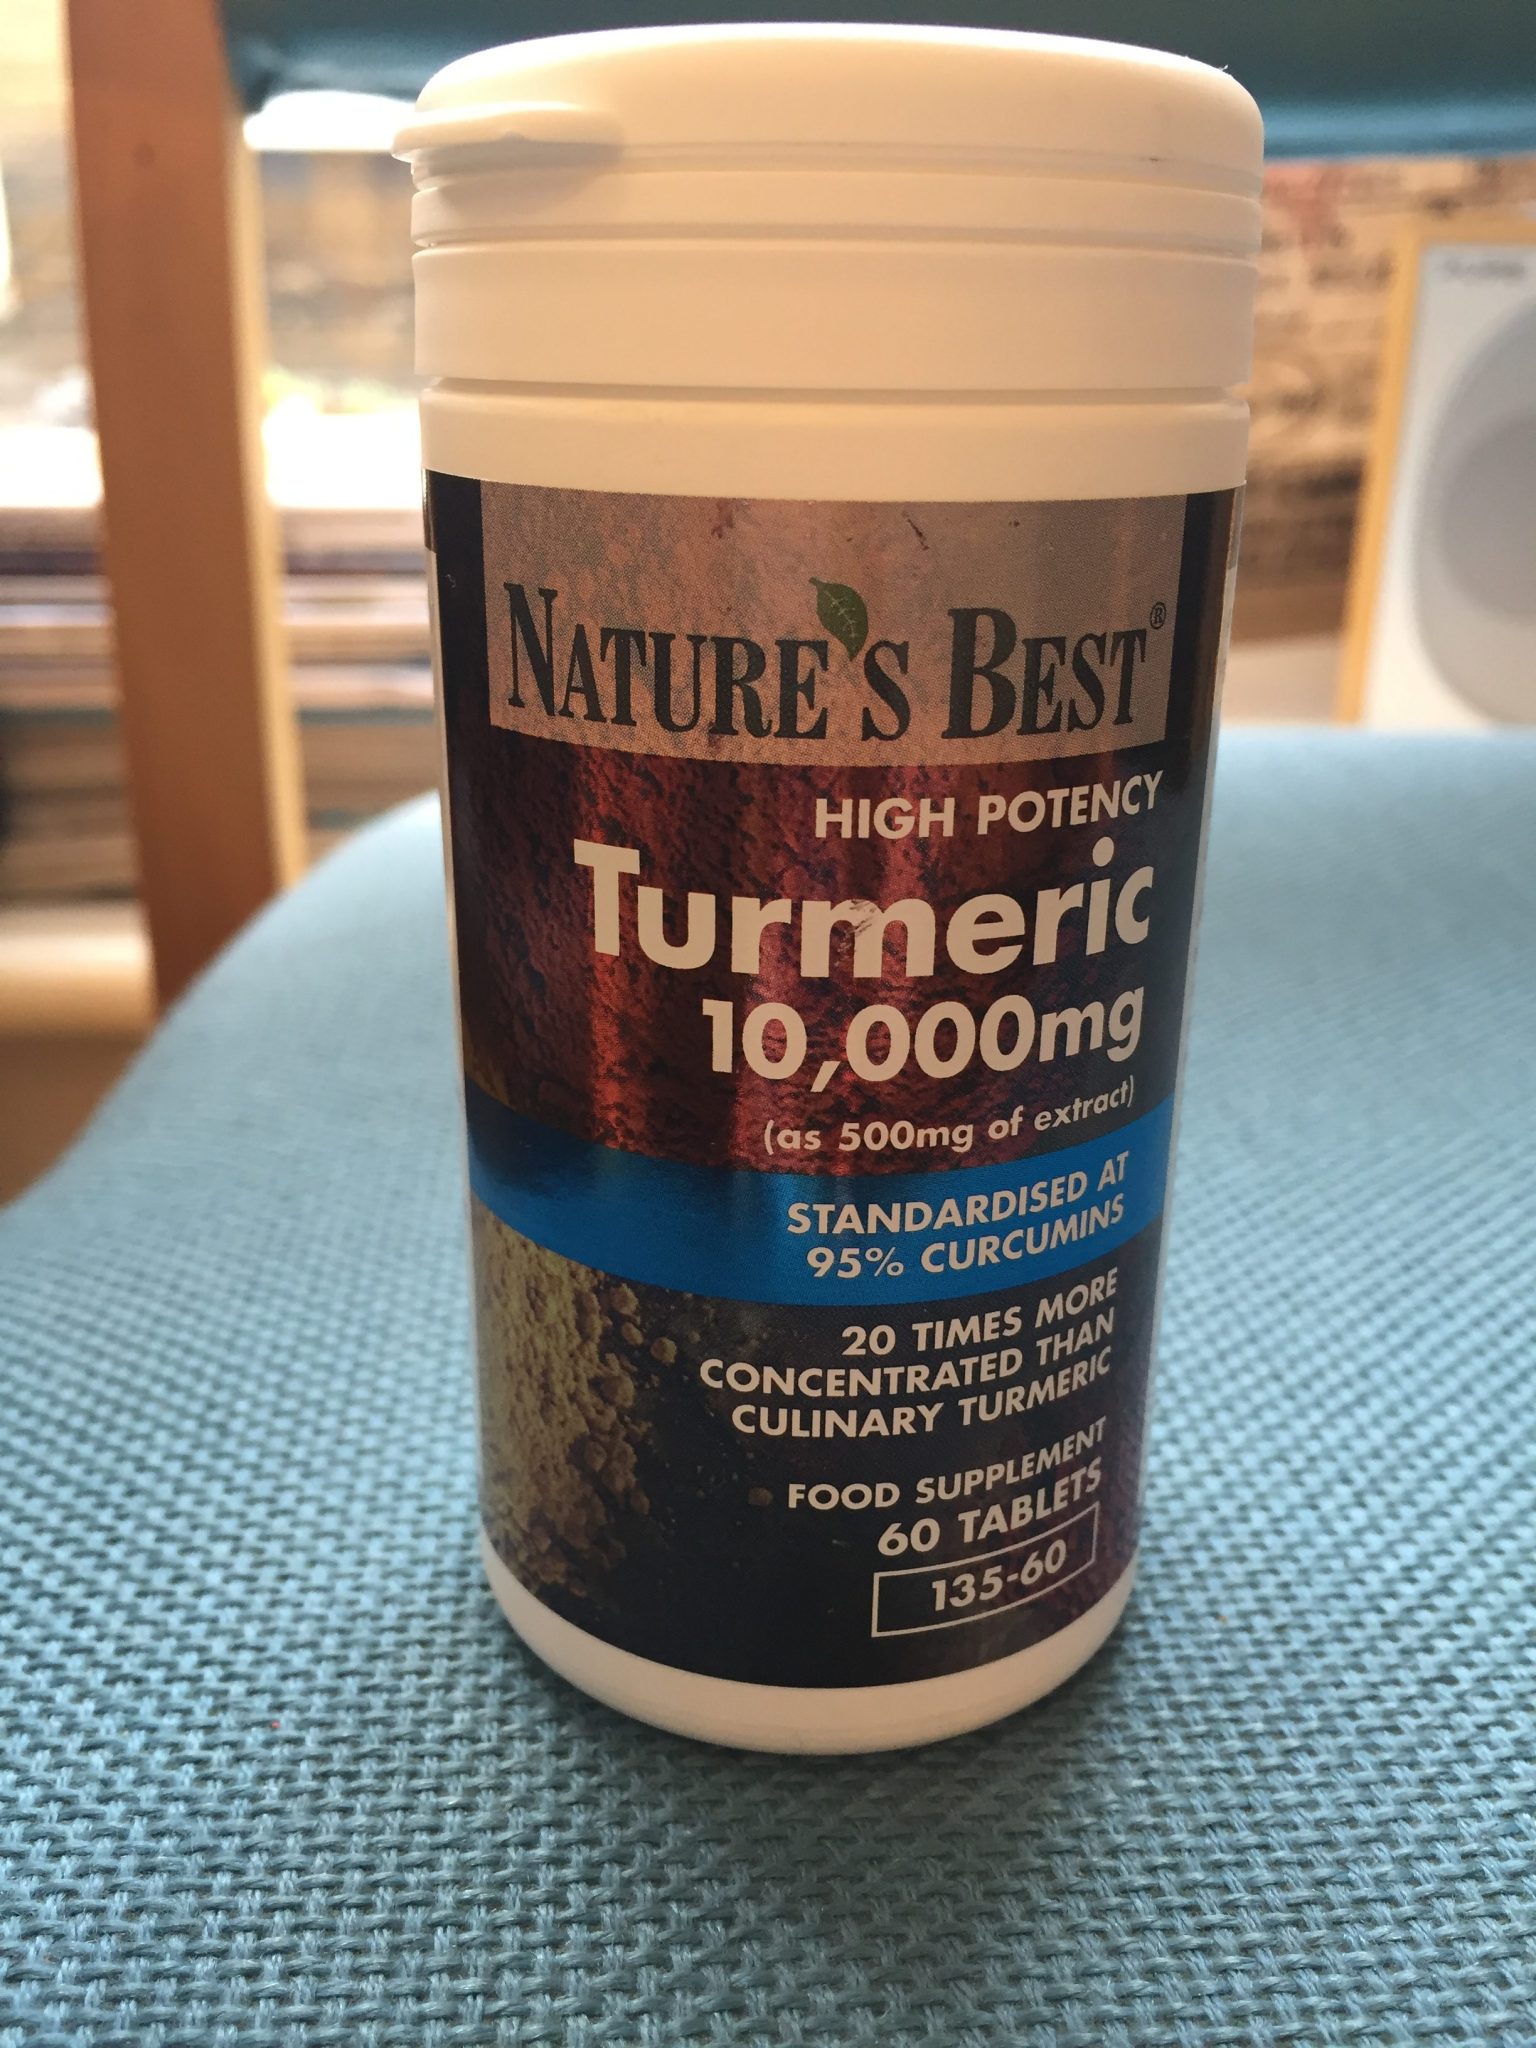 NATURE'S BEST®
HIGH POTENCY
Turmeric
10,000mg
(as 500mg of extract)
STANDARDISED AT
95% CURCUMINS
20 TIMES MORE
CONCENTRATED THAN
CULINARY TURMERIC
FOOD SUPPLEMENT
60 TABLETS
135-60